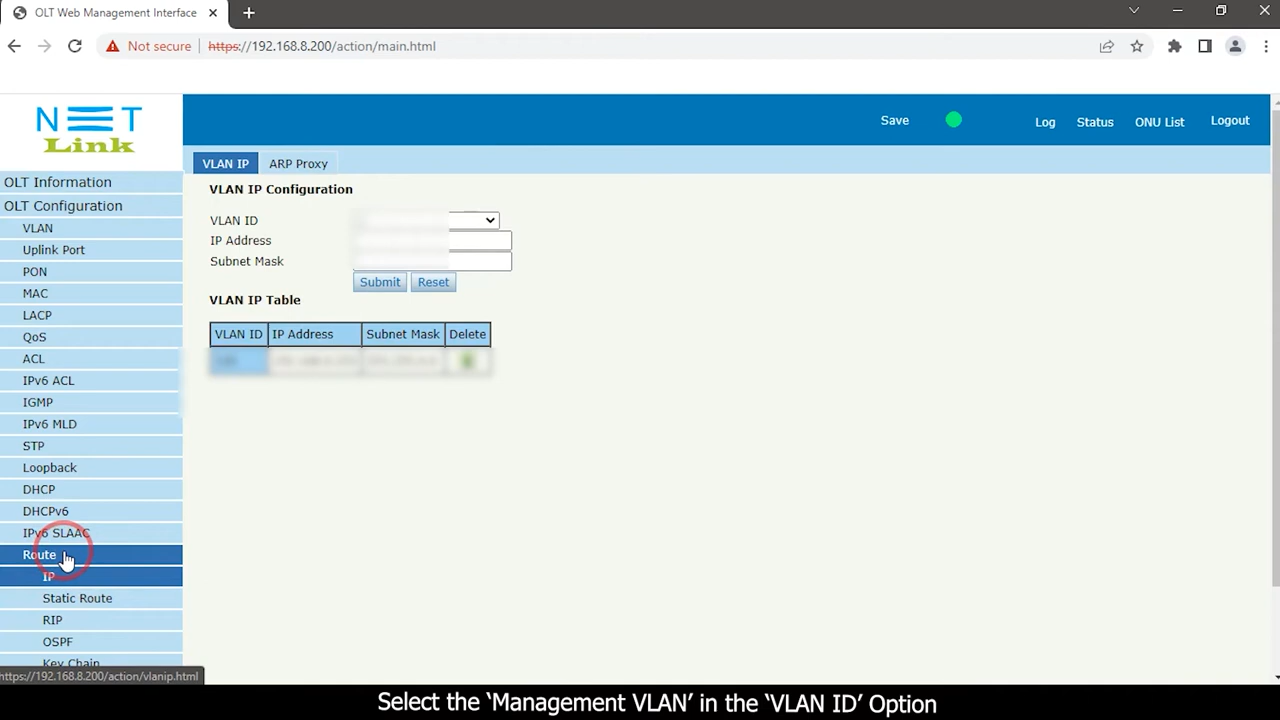 OLT Web Management Interface
Not secure
https://192.168.8.200/action/main.html
NET
Link
Save
Log
Status
ONU List
Logout
OLT Information
OLT Configuration
VLAN
Uplink Port
PON
MAC
LACP
QoS
ACL
IPv6 ACL
IGMP
IPv6 MLD
STP
Loopback
DHCP
DHCPv6
IPv6 SLAAC
Route
IP
Static Route
RIP
OSPF
Key Chain
VLAN IP
ARP Proxy
VLAN IP Configuration
VLAN ID
IP Address
Subnet Mask
Submit
Reset
VLAN IP Table
VLAN ID
IP Address
Subnet Mask
Delete
https://192.168.8.200/action/vlanip.html
Select the ‘Management VLAN’ in the ‘VLAN ID’ Option